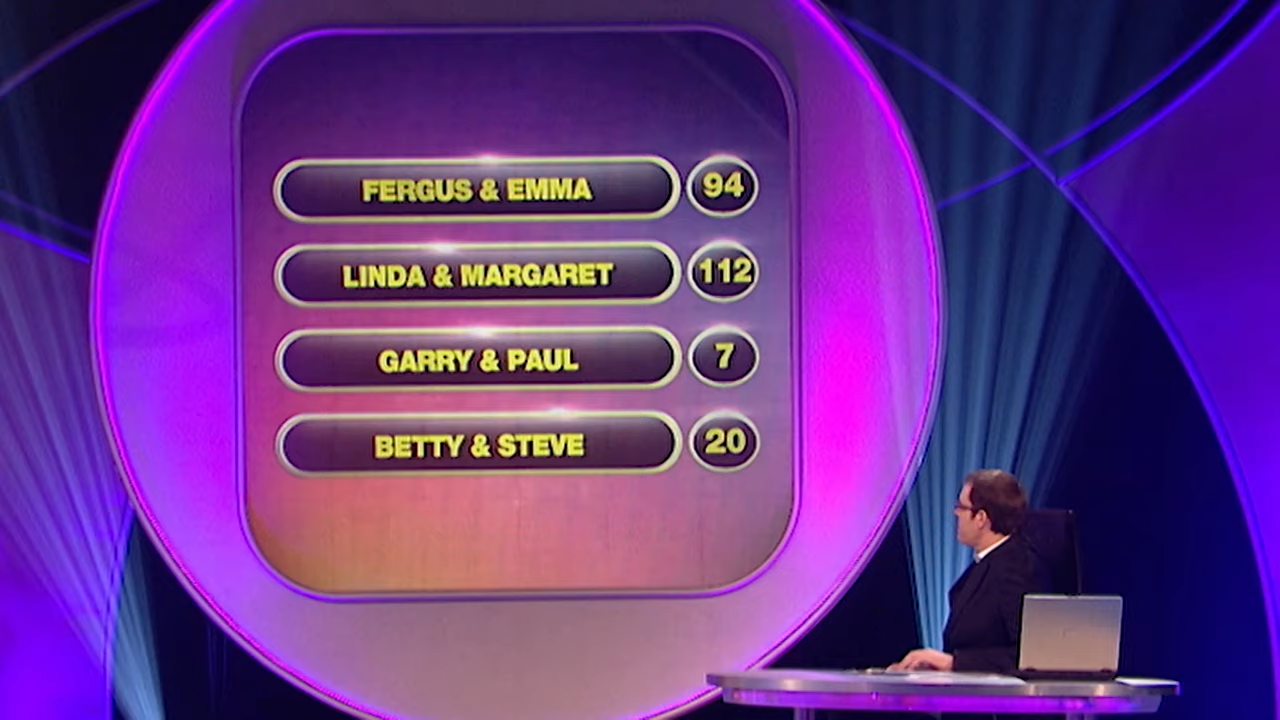 FERGUS & EMMA 94
LINDA & MARGARET 112
GARRY & PAUL 7
BETTY & STEVE 20